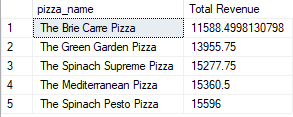 pizza_name Total Revenue
1 The Brie Carre Pizza 11588.4998130798
2 The Green Garden Pizza 13955.75
3 The Spinach Supreme Pizza 15277.75
4 The Mediterranean Pizza 15360.5
5 The Spinach Pesto Pizza 15596